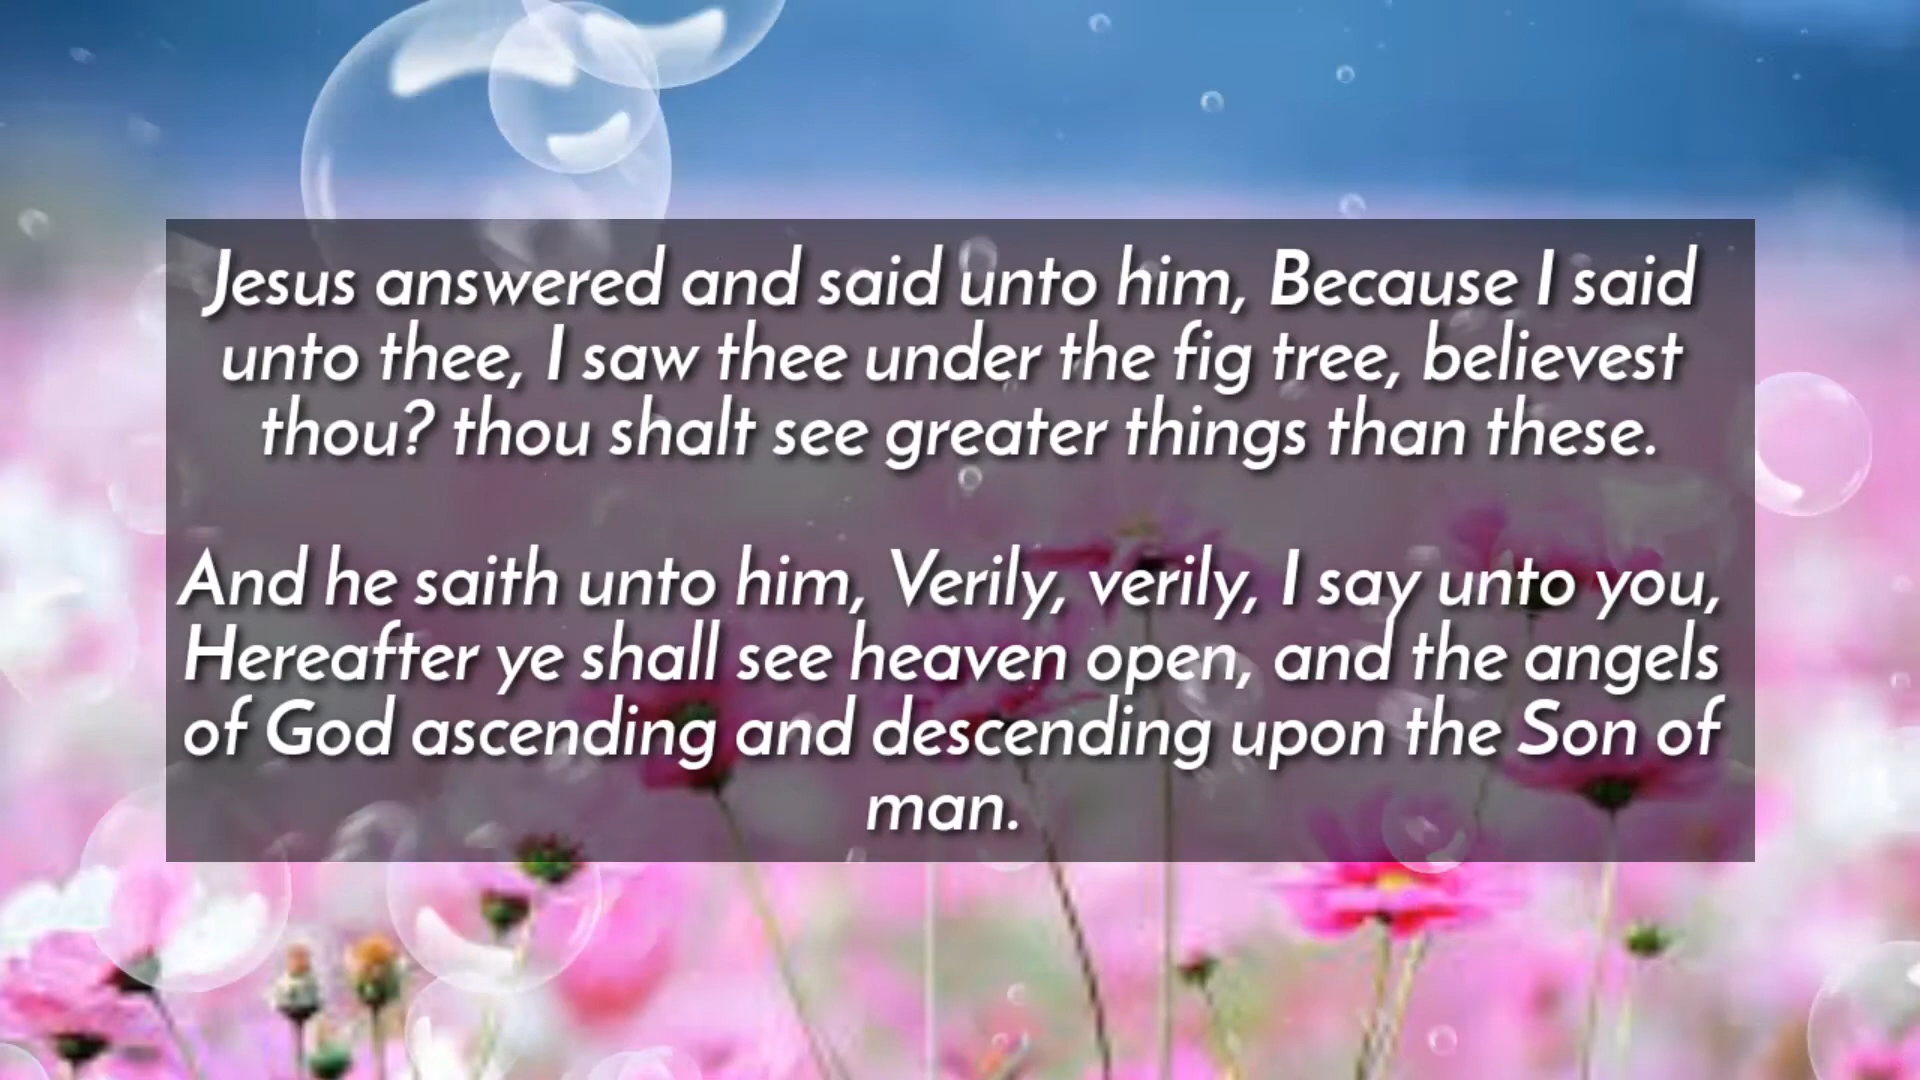 Jesus answered and said unto him, Because I said
unto thee, I saw thee under the fig tree, believest
thou? thou shalt see greater things than these.
And he saith unto him, Verily, verily, I say unto you,
Hereafter ye shall see heaven open, and the angels
of God ascending and descending upon the Son of
man.